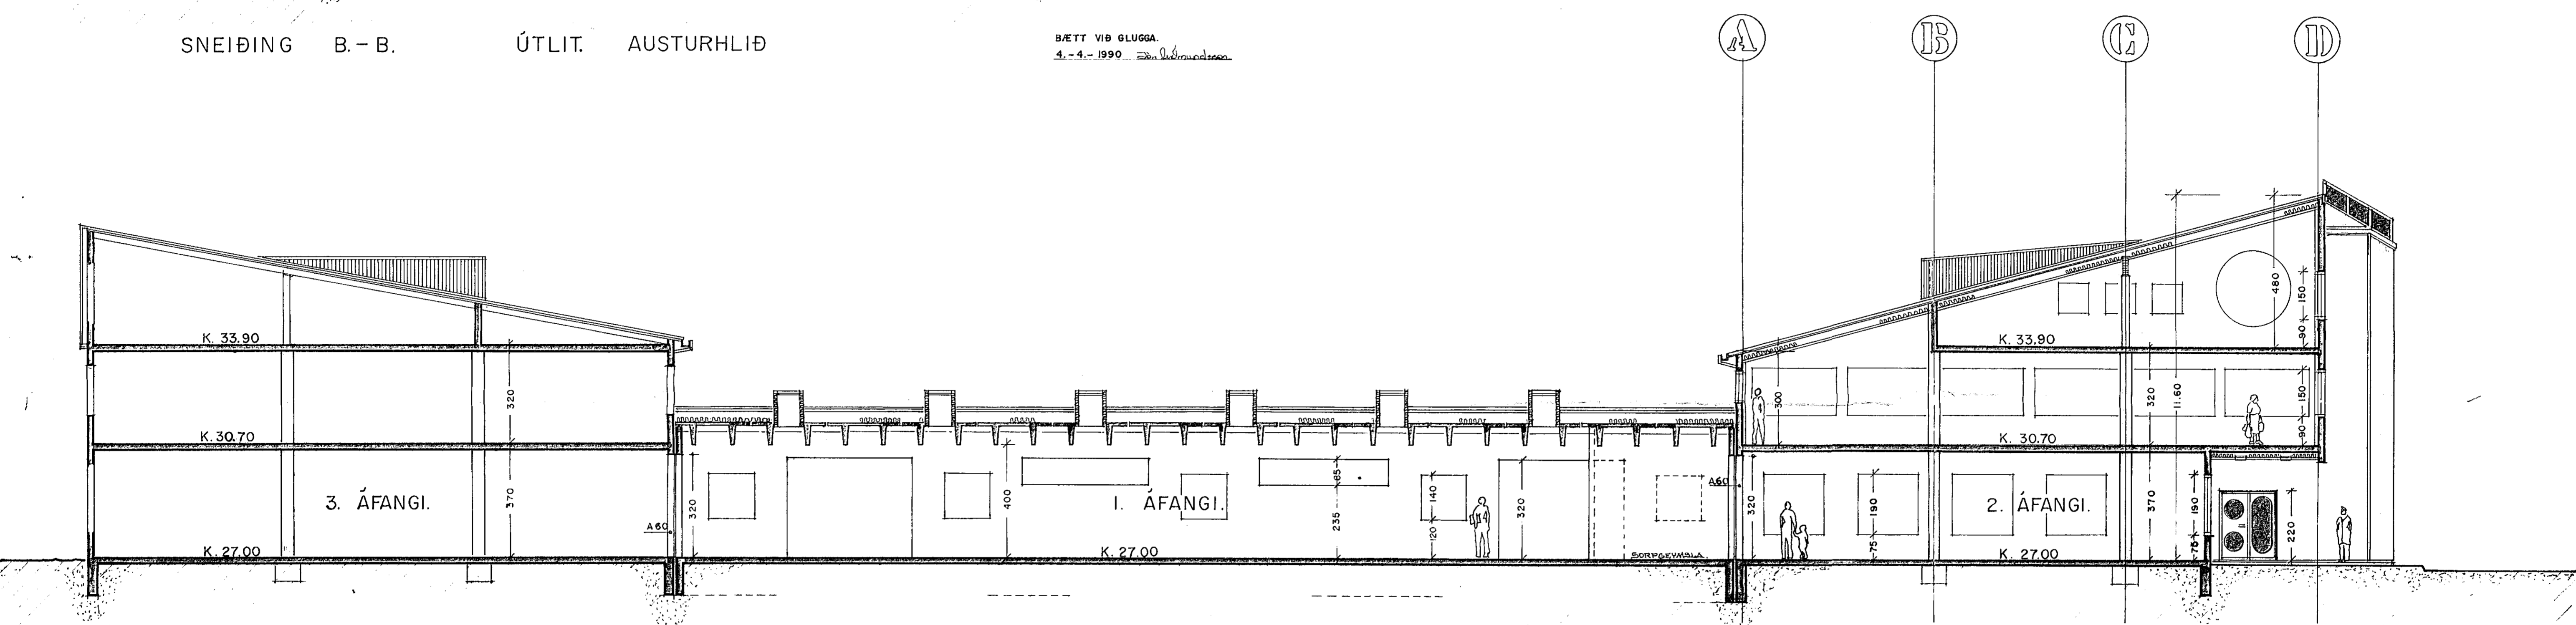 SNEIÐING B.-B. ÚTLIT. AUSTURHLIÐ
BÆTT VIÐ GLUGGA.
4.-4.-1990
A B C D
K. 33.90
K. 30.70
K. 27.00
320
370
3. ÁFANGI.
A60
320
400
1. ÁFANGI.
K. 27.00
85
235
140
120
320
SORPGEYMSLA
A60
320
300
K. 33.90
K. 30.70
K. 27.00
190
75
2. ÁFANGI.
320
370
11.60
480
150
90
150
90
190
75
220